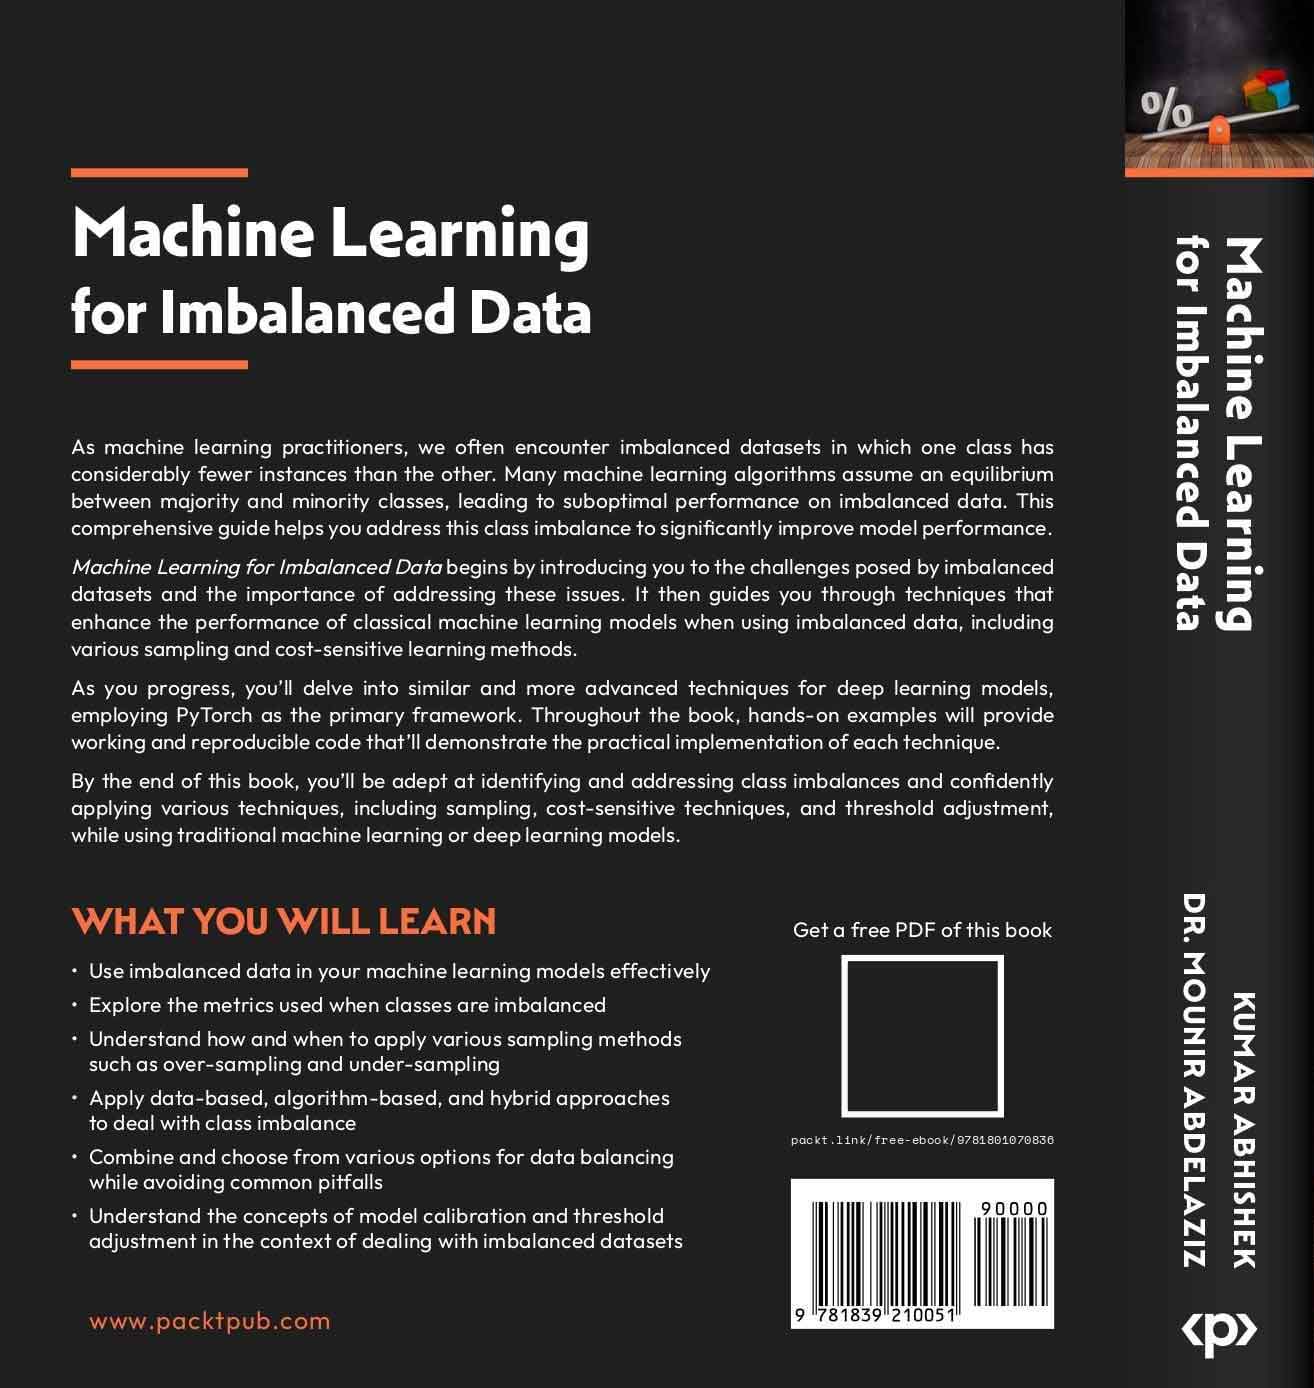 Machine Learning
for Imbalanced Data
As machine learning practitioners, we often encounter imbalanced datasets in which one class has
considerably fewer instances than the other. Many machine learning algorithms assume an equilibrium
between majority and minority classes, leading to suboptimal performance on imbalanced data. This
comprehensive guide helps you address this class imbalance to significantly improve model performance.
Machine Learning for Imbalanced Data begins by introducing you to the challenges posed by imbalanced
datasets and the importance of addressing these issues. It then guides you through techniques that
enhance the performance of classical machine learning models when using imbalanced data, including
various sampling and cost-sensitive learning methods.
As you progress, you'll delve into similar and more advanced techniques for deep learning models,
employing PyTorch as the primary framework. Throughout the book, hands-on examples will provide
working and reproducible code that'll demonstrate the practical implementation of each technique.
By the end of this book, you'll be adept at identifying and addressing class imbalances and confidently
applying various techniques, including sampling, cost-sensitive techniques, and threshold adjustment,
while using traditional machine learning or deep learning models.
WHAT YOU WILL LEARN
• Use imbalanced data in your machine learning models effectively
• Explore the metrics used when classes are imbalanced
• Understand how and when to apply various sampling methods
such as over-sampling and under-sampling
• Apply data-based, algorithm-based, and hybrid approaches
to deal with class imbalance
• Combine and choose from various options for data balancing
while avoiding common pitfalls
• Understand the concepts of model calibration and threshold
adjustment in the context of dealing with imbalanced datasets
www.packtpub.com
Get a free PDF of this book
packt.link/free-ebook/9781801070836
90000
9 781839 210051
%
Machine Learning
for Imbalanced Data
KUMAR ABHISHEK
DR. MOUNIR ABDELAZIZ
<p>